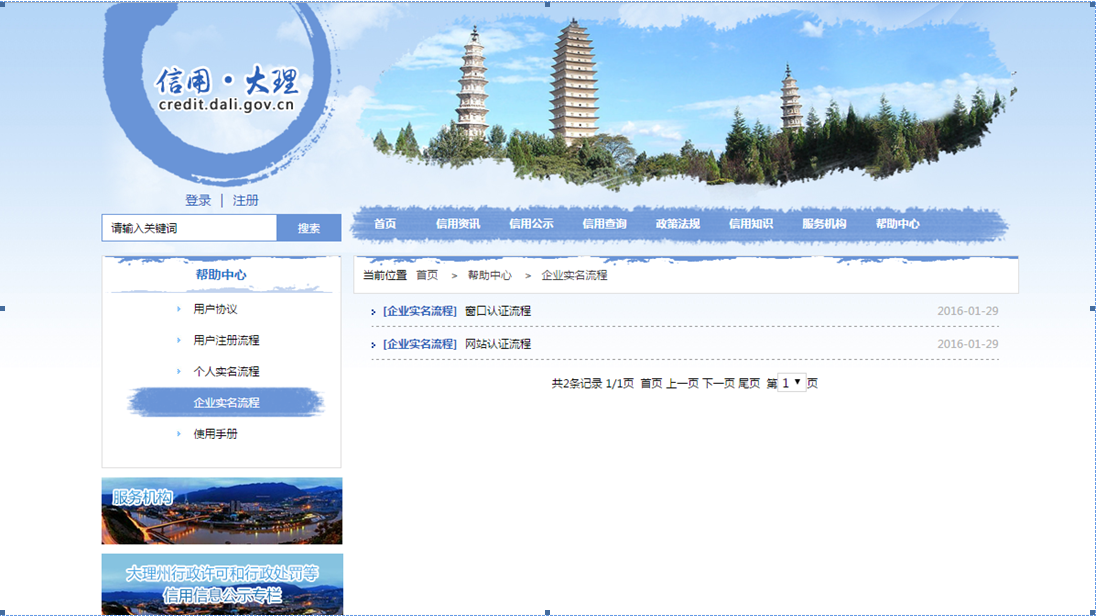 信用·大理
credit.dali.gov.cn
登录 | 注册
请输入关键词 搜索
首页 信用资讯 信用公示 信用查询 政策法规 信用知识 服务机构 帮助中心
帮助中心
用户协议
用户注册流程
个人实名流程
企业实名流程
使用手册
服务机构
大理州行政许可和行政处罚等
信用信息公示专栏
当前位置 首页 > 帮助中心 > 企业实名流程
[企业实名流程] 窗口认证流程 2016-01-29
[企业实名流程] 网站认证流程 2016-01-29
共2条记录 1/1页 首页 上一页 下一页 尾页 第 1 页